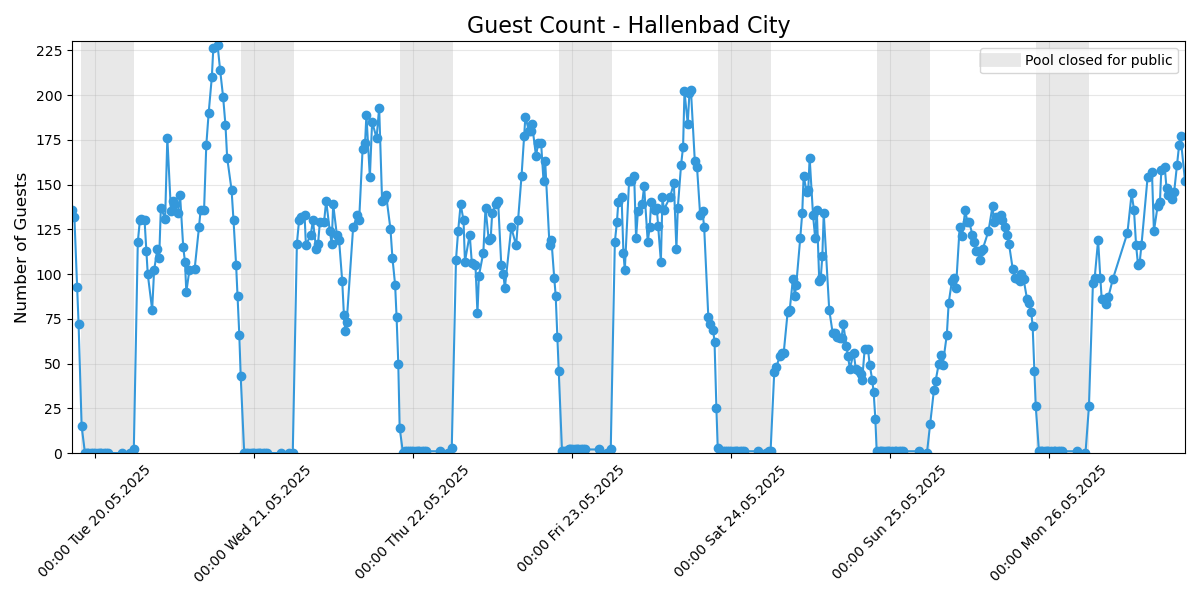 Guest Count - Hallenbad City
Number of Guests
225
200
175
150
125
100
75
50
25
0
Pool closed for public
00:00 Tue 20.05.2025
00:00 Wed 21.05.2025
00:00 Thu 22.05.2025
00:00 Fri 23.05.2025
00:00 Sat 24.05.2025
00:00 Sun 25.05.2025
00:00 Mon 26.05.2025